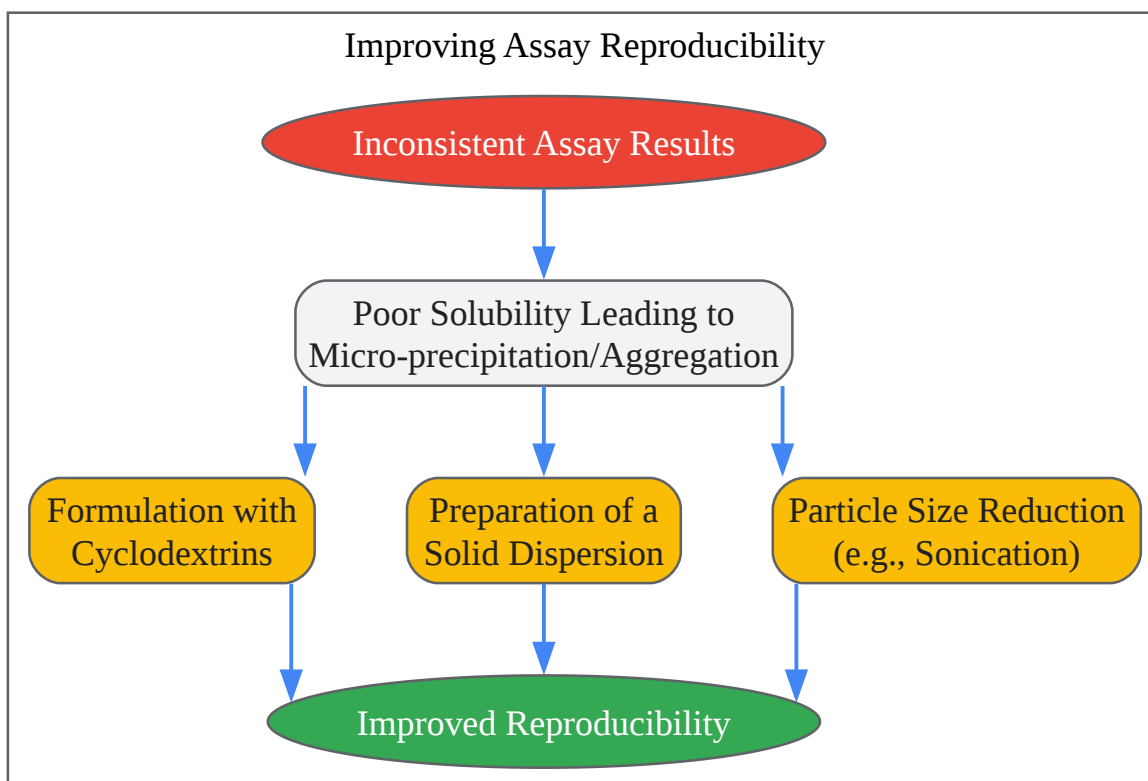 Improving Assay Reproducibility
Inconsistent Assay Results
Poor Solubility Leading to
Micro-precipitation/Aggregation
Formulation with
Cyclodextrins
Preparation of a
Solid Dispersion
Particle Size Reduction
(e.g., Sonication)
Improved Reproducibility